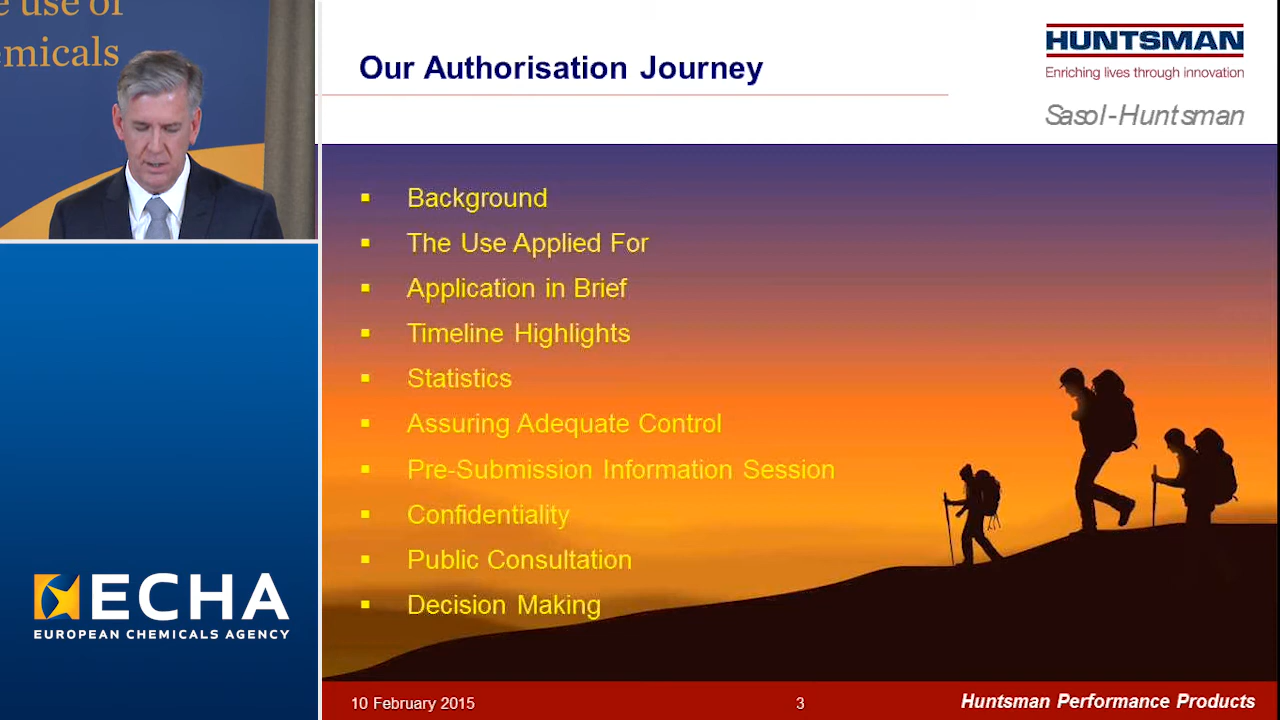 e use of
emicals
Our Authorisation Journey
HUNTSMAN
Enriching lives through innovation
Sasol-Huntsman
▪ Background
▪ The Use Applied For
▪ Application in Brief
▪ Timeline Highlights
▪ Statistics
▪ Assuring Adequate Control
▪ Pre-Submission Information Session
▪ Confidentiality
▪ Public Consultation
▪ Decision Making
ECHA
EUROPEAN CHEMICALS AGENCY
10 February 2015
3
Huntsman Performance Products